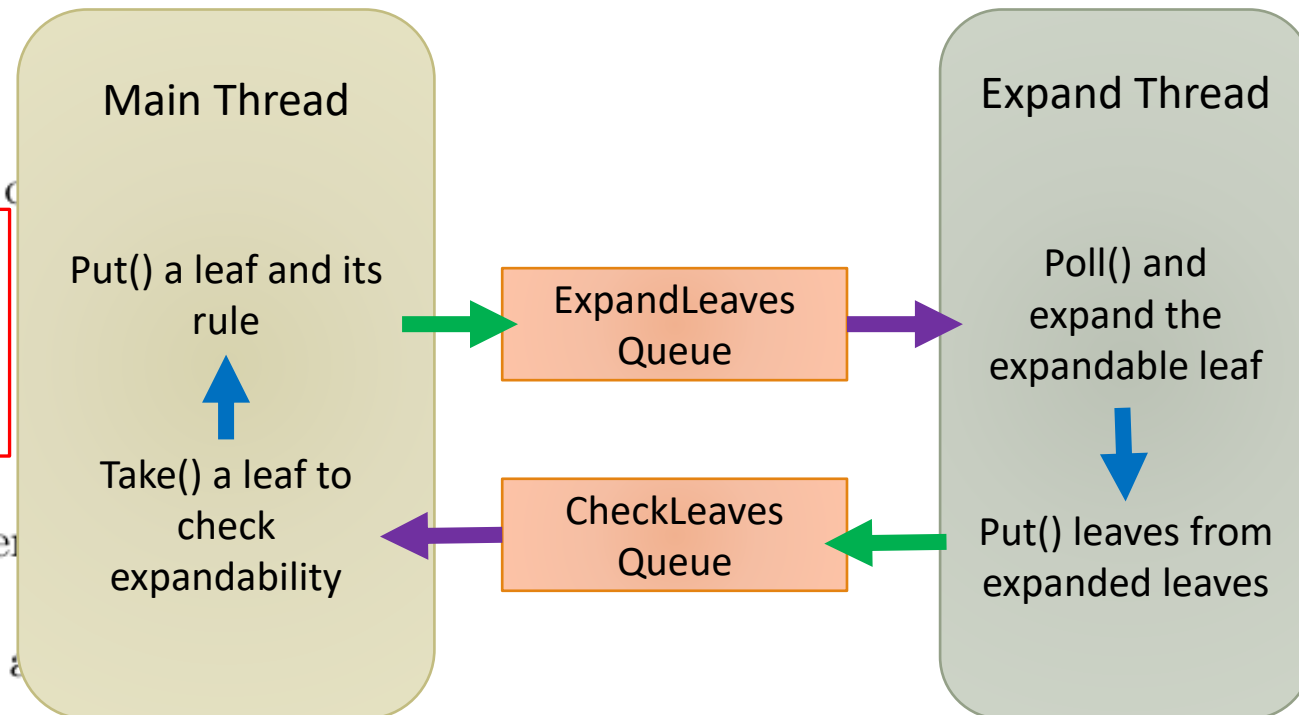 Main Thread
Put() a leaf and its
rule
Take() a leaf to
check
expandability
ExpandLeaves
Queue
CheckLeaves
Queue
Expand Thread
Poll() and
expand the
expandable leaf
Put() leaves from
expanded leaves